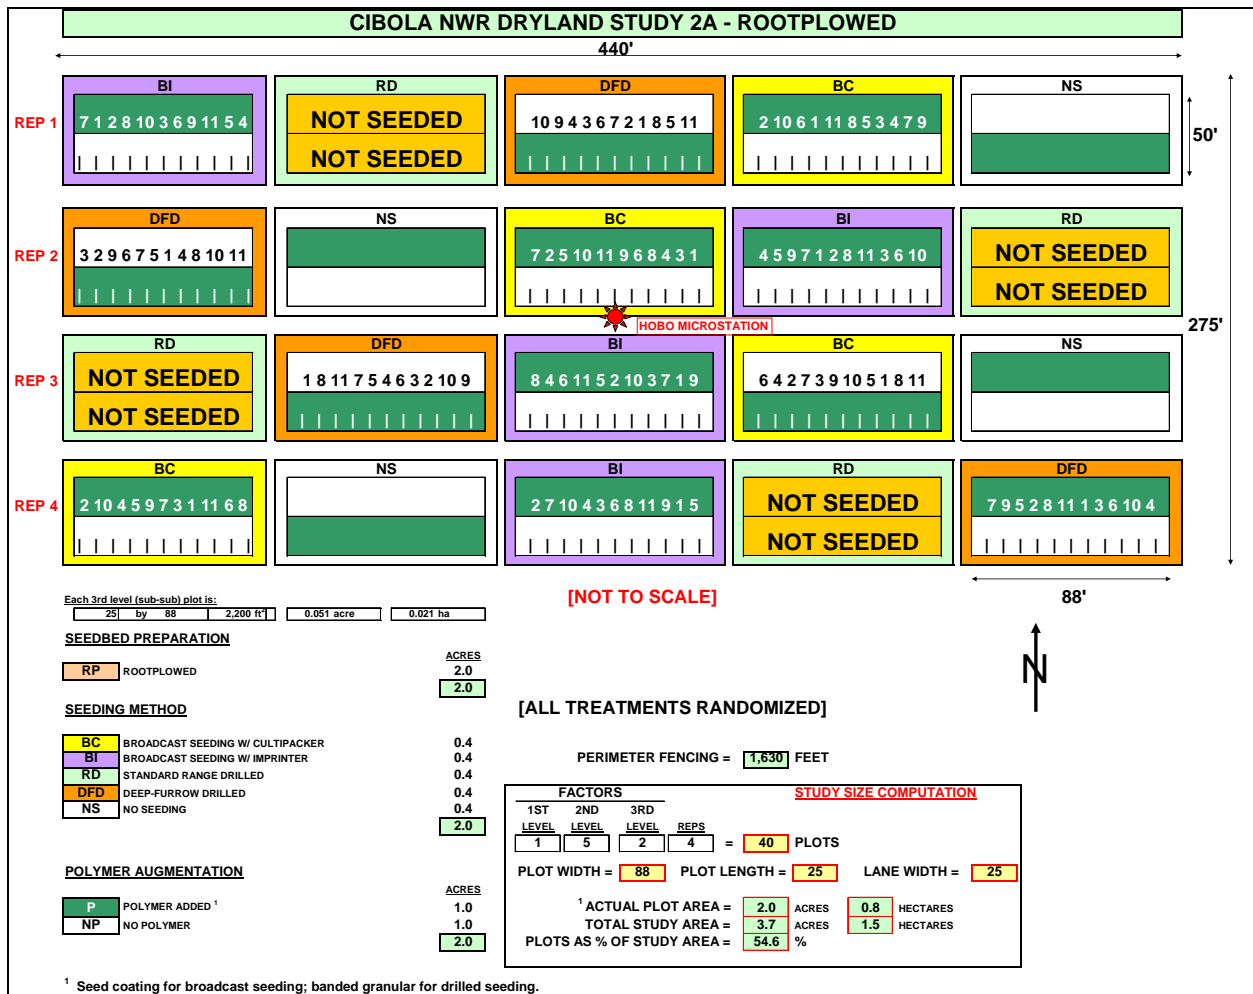 CIBOLA NWR DRYLAND STUDY 2A - ROOTPLOWED
440'
BI RD DFD BC NS
REP 1
7 1 2 8 10 3 6 9 11 5 4
NOT SEEDED
NOT SEEDED
10 9 4 3 6 7 2 1 8 5 11
2 10 6 1 11 8 5 3 4 7 9
50'
DFD NS BC BI RD
REP 2
3 2 9 6 7 5 1 4 8 10 11
7 2 5 10 11 9 6 8 4 3 1
4 5 9 7 1 2 8 11 3 6 10
NOT SEEDED
NOT SEEDED
HOBO MICROSTATION
275'
RD DFD BI BC NS
REP 3
NOT SEEDED
NOT SEEDED
1 8 11 7 5 4 6 3 2 10 9
8 4 6 11 5 2 10 3 7 1 9
6 4 2 7 3 9 10 5 1 8 11
BC NS BI RD DFD
REP 4
2 10 4 5 9 7 3 1 11 6 8
2 7 10 4 3 6 8 11 9 1 5
NOT SEEDED
NOT SEEDED
7 9 5 2 8 11 1 3 6 10 4
88'
[NOT TO SCALE]
Each 3rd level (sub-sub) plot is:
25 by 88 2,200 ft² 0.051 acre 0.021 ha
N
SEEDBED PREPARATION
ACRES
RP ROOTPLOWED 2.0
2.0
SEEDING METHOD
[ALL TREATMENTS RANDOMIZED]
BC BROADCAST SEEDING W/ CULTIPACKER 0.4
BI BROADCAST SEEDING W/ IMPRINTER 0.4
RD STANDARD RANGE DRILLED 0.4
DFD DEEP-FURROW DRILLED 0.4
NS NO SEEDING 0.4
2.0
PERIMETER FENCING = 1,630 FEET
FACTORS
STUDY SIZE COMPUTATION
1ST 2ND 3RD
LEVEL LEVEL LEVEL REPS
1 5 2 4 = 40 PLOTS
PLOT WIDTH = 88 PLOT LENGTH = 25 LANE WIDTH = 25
¹ ACTUAL PLOT AREA = 2.0 ACRES 0.8 HECTARES
TOTAL STUDY AREA = 3.7 ACRES 1.5 HECTARES
PLOTS AS % OF STUDY AREA = 54.6 %
POLYMER AUGMENTATION
ACRES
P POLYMER ADDED ¹ 1.0
NP NO POLYMER 1.0
2.0
¹ Seed coating for broadcast seeding; banded granular for drilled seeding.